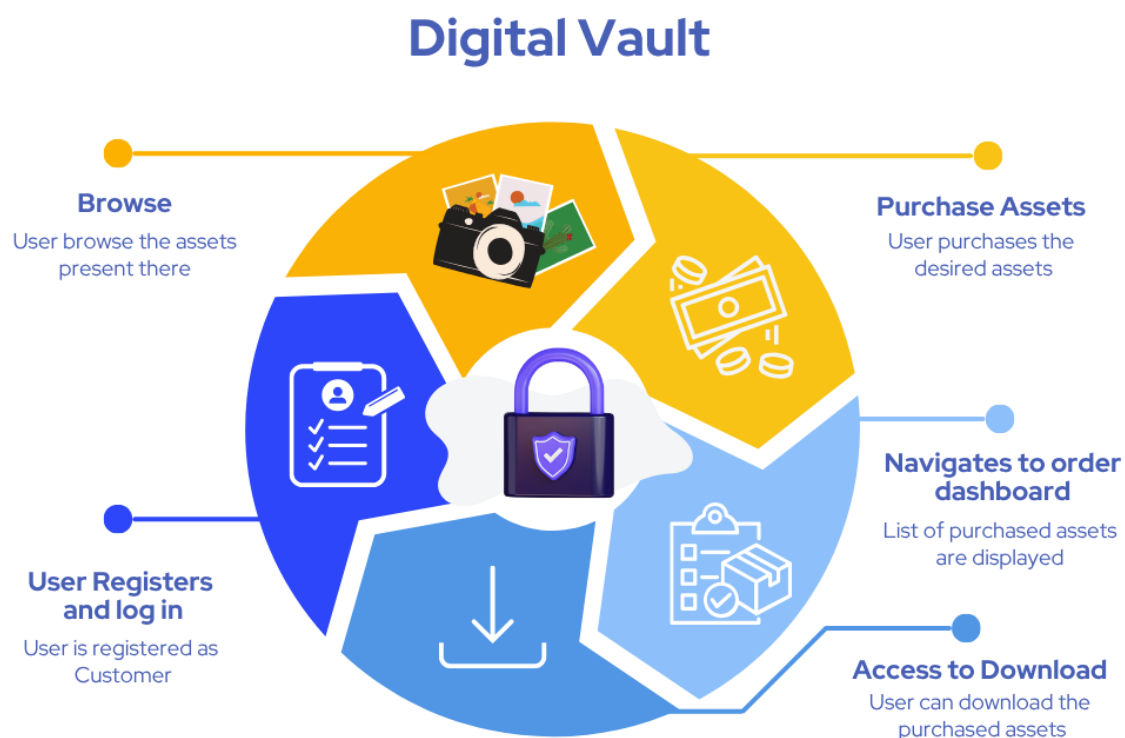 Digital Vault
Browse
User browse the assets
present there
Purchase Assets
User purchases the
desired assets
Navigates to order
dashboard
List of purchased assets
are displayed
User Registers
and log in
User is registered as
Customer
Access to Download
User can download the
purchased assets